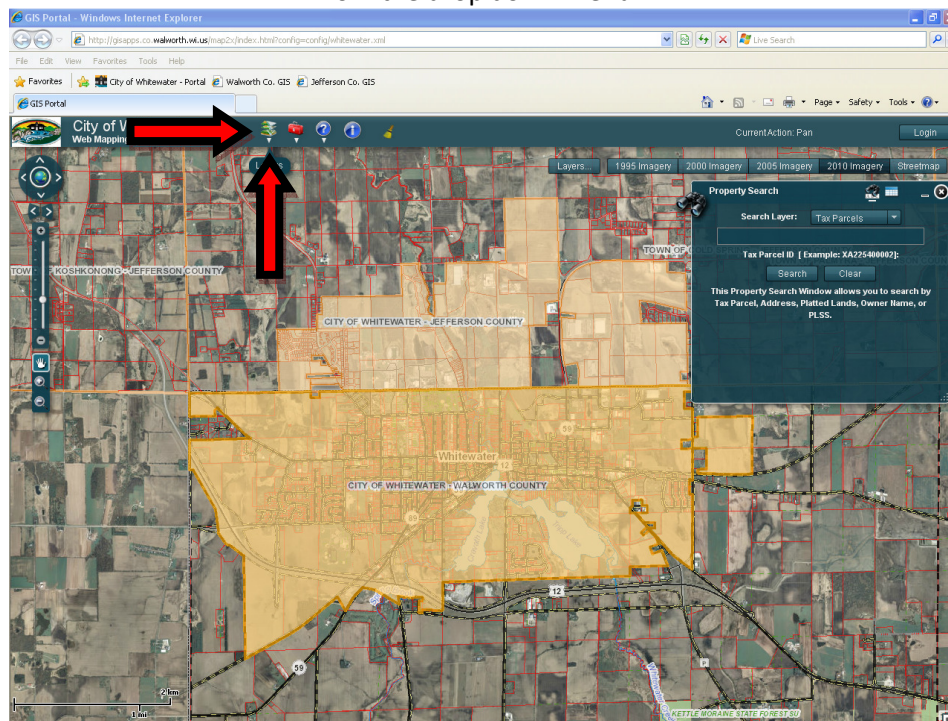 GIS Portal - Windows Internet Explorer
http://gisapps.co.walworth.wi.us/map2x/index.html?config=config/whitewater.xml
Live Search
File Edit View Favorites Tools Help
Favorites City of Whitewater - Portal Walworth Co. GIS Jefferson Co. GIS
GIS Portal
Page Safety Tools
City of W
Web Mapping
CurrentAction: Pan
Login
Layers... 1995 Imagery 2000 Imagery 2005 Imagery 2010 Imagery Streetmap
Property Search
Search Layer: Tax Parcels
Tax Parcel ID [ Example: XA225400002]:
Search Clear
This Property Search Window allows you to search by
Tax Parcel, Address, Platted Lands, Owner Name, or
PLSS.
TOWN OF
KOSHKONONG - JEFFERSON COUNTY
CITY OF WHITEWATER - JEFFERSON COUNTY
59
Whitewater
12
CITY OF WHITEWATER - WALWORTH COUNTY
89
12
59
P
Whitewater
2 km
1 mi
KETTLE MORAINE STATE FOREST SU